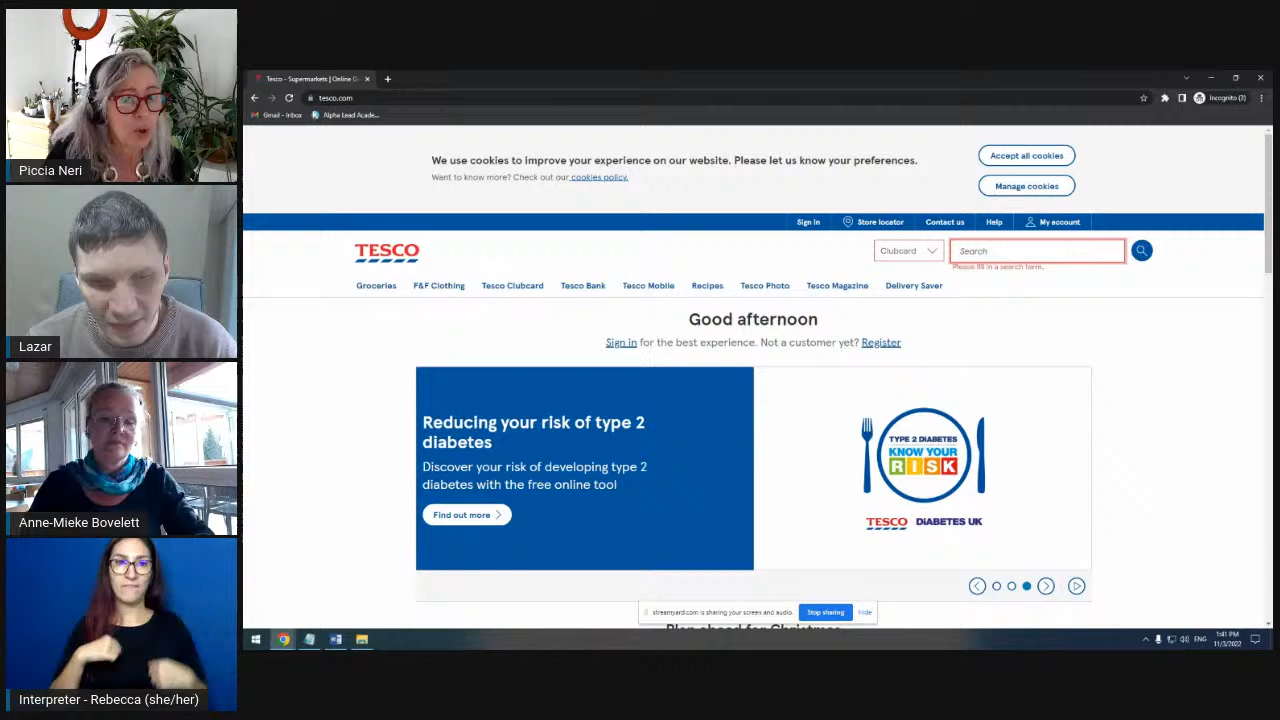 Piccia Neri
Lazar
Anne-Mieke Bovelett
Interpreter - Rebecca (she/her)
Tesco - Supermarkets | Online G
tesco.com
Incognito (3)
Gmail - Inbox
Alpha Lead Acade...
We use cookies to improve your experience on our website. Please let us know your preferences.
Want to know more? Check out our cookies policy.
Accept all cookies
Manage cookies
Sign in
Store locator
Contact us
Help
My account
TESCO
Clubcard
Search
Please fill in a search term.
Groceries
F&F Clothing
Tesco Clubcard
Tesco Bank
Tesco Mobile
Recipes
Tesco Photo
Tesco Magazine
Delivery Saver
Good afternoon
Sign in for the best experience. Not a customer yet? Register
Reducing your risk of type 2
diabetes
Discover your risk of developing type 2
diabetes with the free online tool
Find out more
TYPE 2 DIABETES
KNOW YOUR
RISK
TESCO
DiABETES UK
streamyard.com is sharing your screen and audio.
Stop sharing
Hide
Plan ahead for Christmas
ENG
1:41 PM
11/3/2022